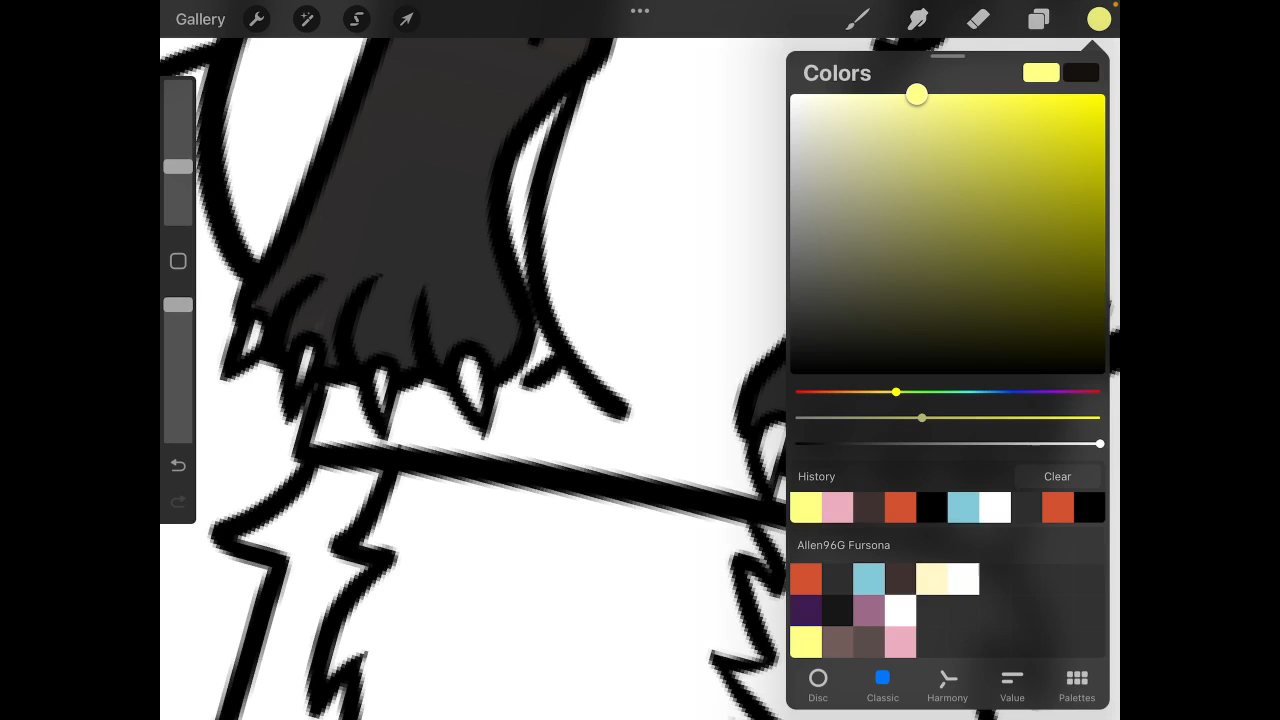 Gallery
Colors
History
Clear
Allen96G Fursona
Disc
Classic
Harmony
Value
Palettes